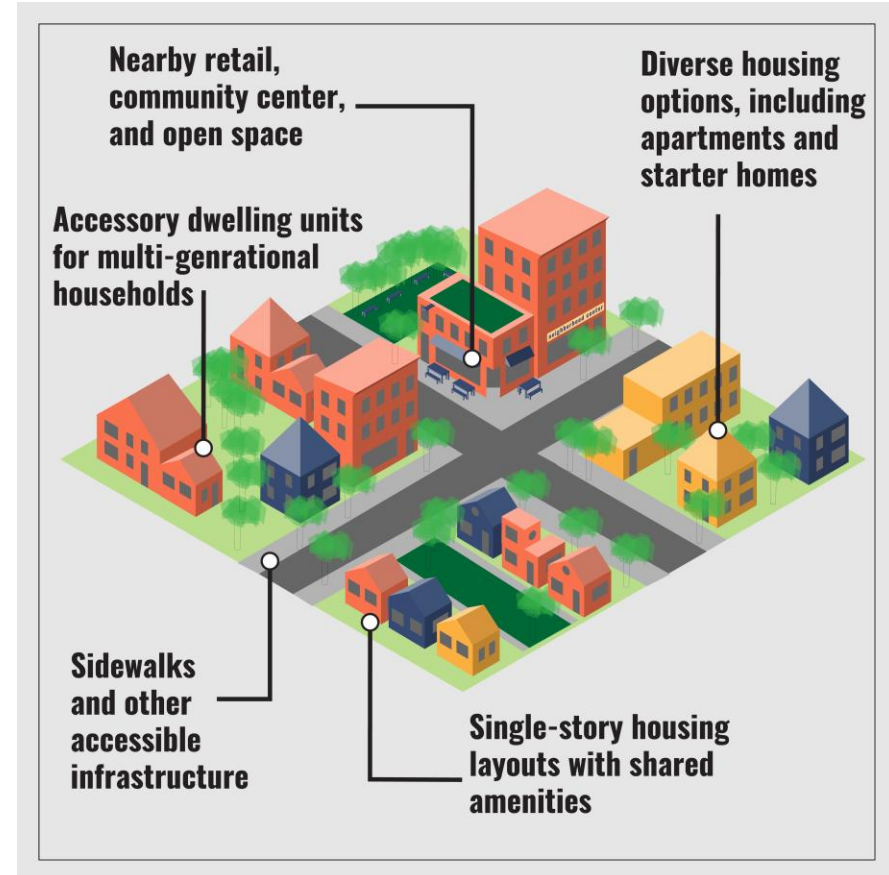 Nearby retail,
community center,
and open space
Diverse housing
options, including
apartments and
starter homes
Accessory dwelling units
for multi-genrational
households
neighborhood center
Sidewalks
and other
accessible
infrastructure
Single-story housing
layouts with shared
amenities